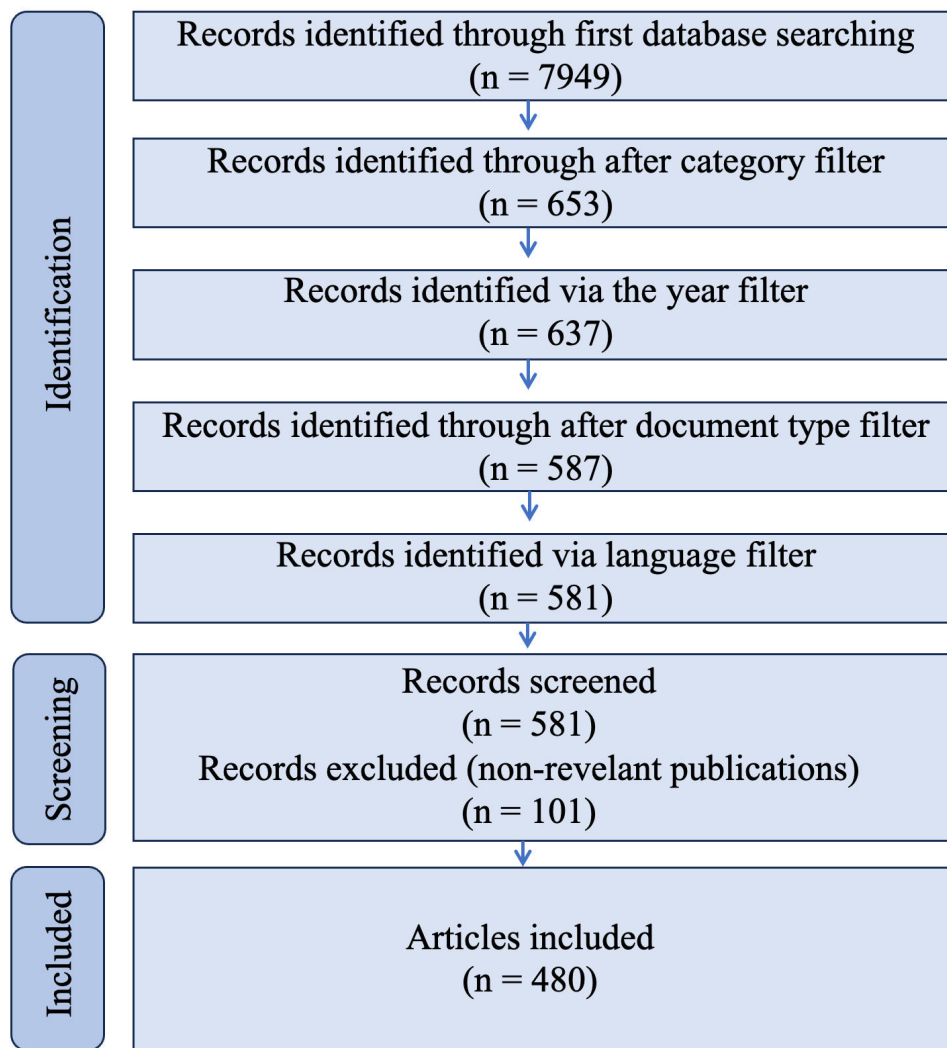 Identification
Records identified through first database searching
(n = 7949)
Records identified through after category filter
(n = 653)
Records identified via the year filter
(n = 637)
Records identified through after document type filter
(n = 587)
Records identified via language filter
(n = 581)
Screening
Records screened
(n = 581)
Records excluded (non-revelant publications)
(n = 101)
Included
Articles included
(n = 480)